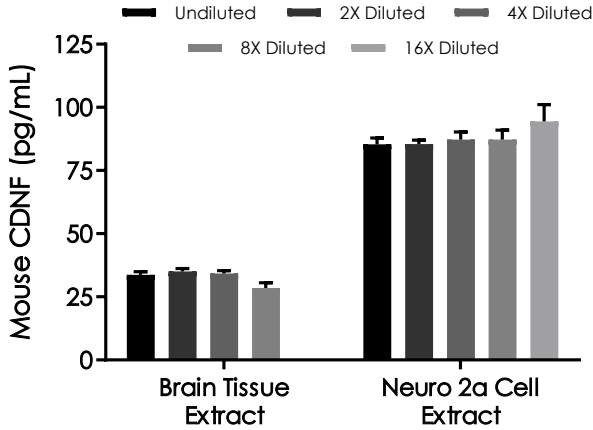 Undiluted 2X Diluted 4X Diluted
8X Diluted 16X Diluted
Mouse CDNF (pg/mL)
125
100
75
50
25
0
Brain Tissue Extract
Neuro 2a Cell Extract